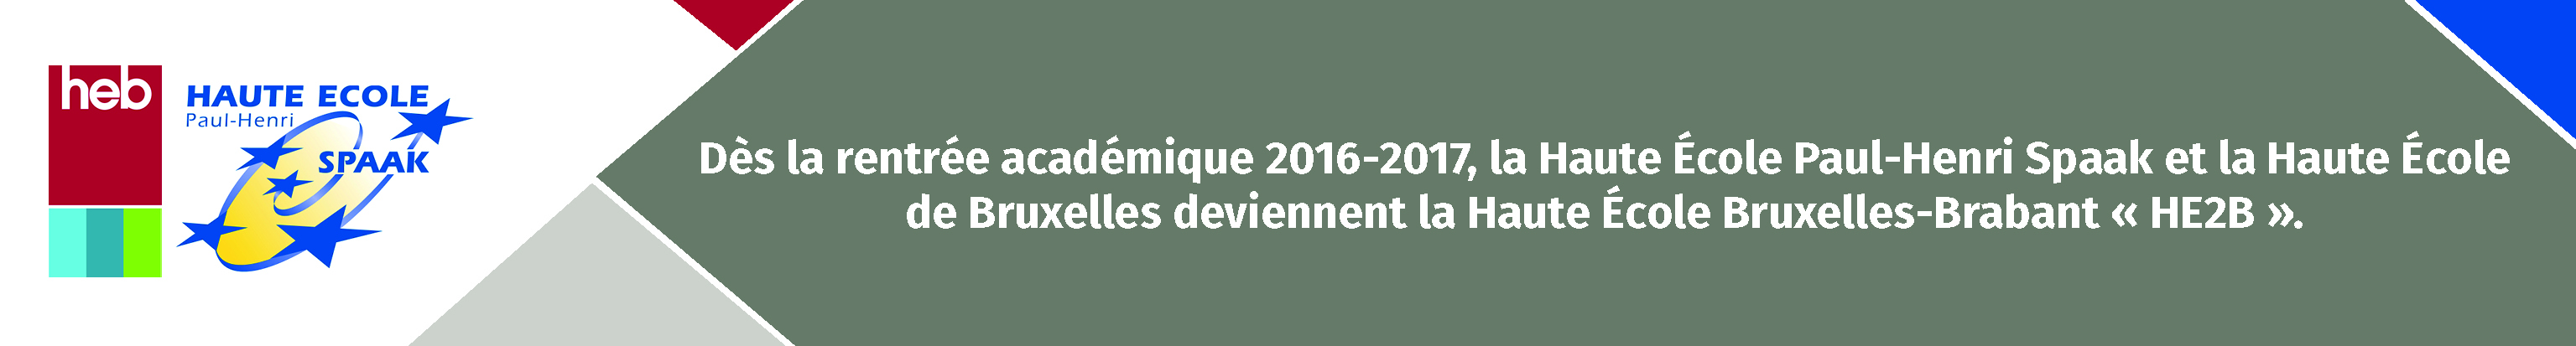 heb
HAUTE ECOLE
Paul-Henri
SPAAK
Dès la rentrée académique 2016-2017, la Haute École Paul-Henri Spaak et la Haute École
de Bruxelles deviennent la Haute École Bruxelles-Brabant « HE2B ».